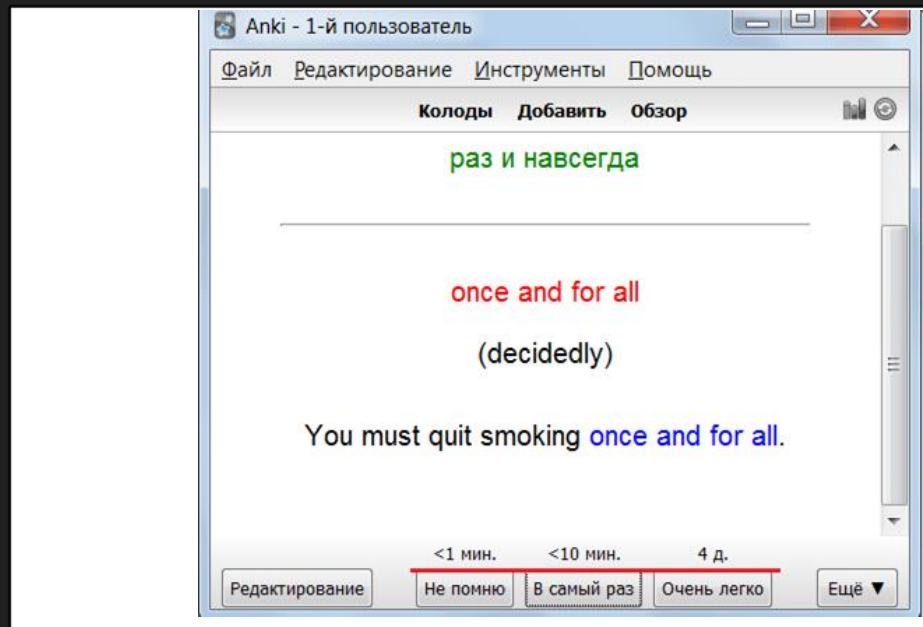 Anki - 1-й пользователь
Файл Редактирование Инструменты Помощь
Колоды Добавить Обзор
раз и навсегда
once and for all
(decidedly)
You must quit smoking once and for all.
<1 мин. <10 мин. 4 д.
Редактирование Не помню В самый раз Очень легко Ещё ▼